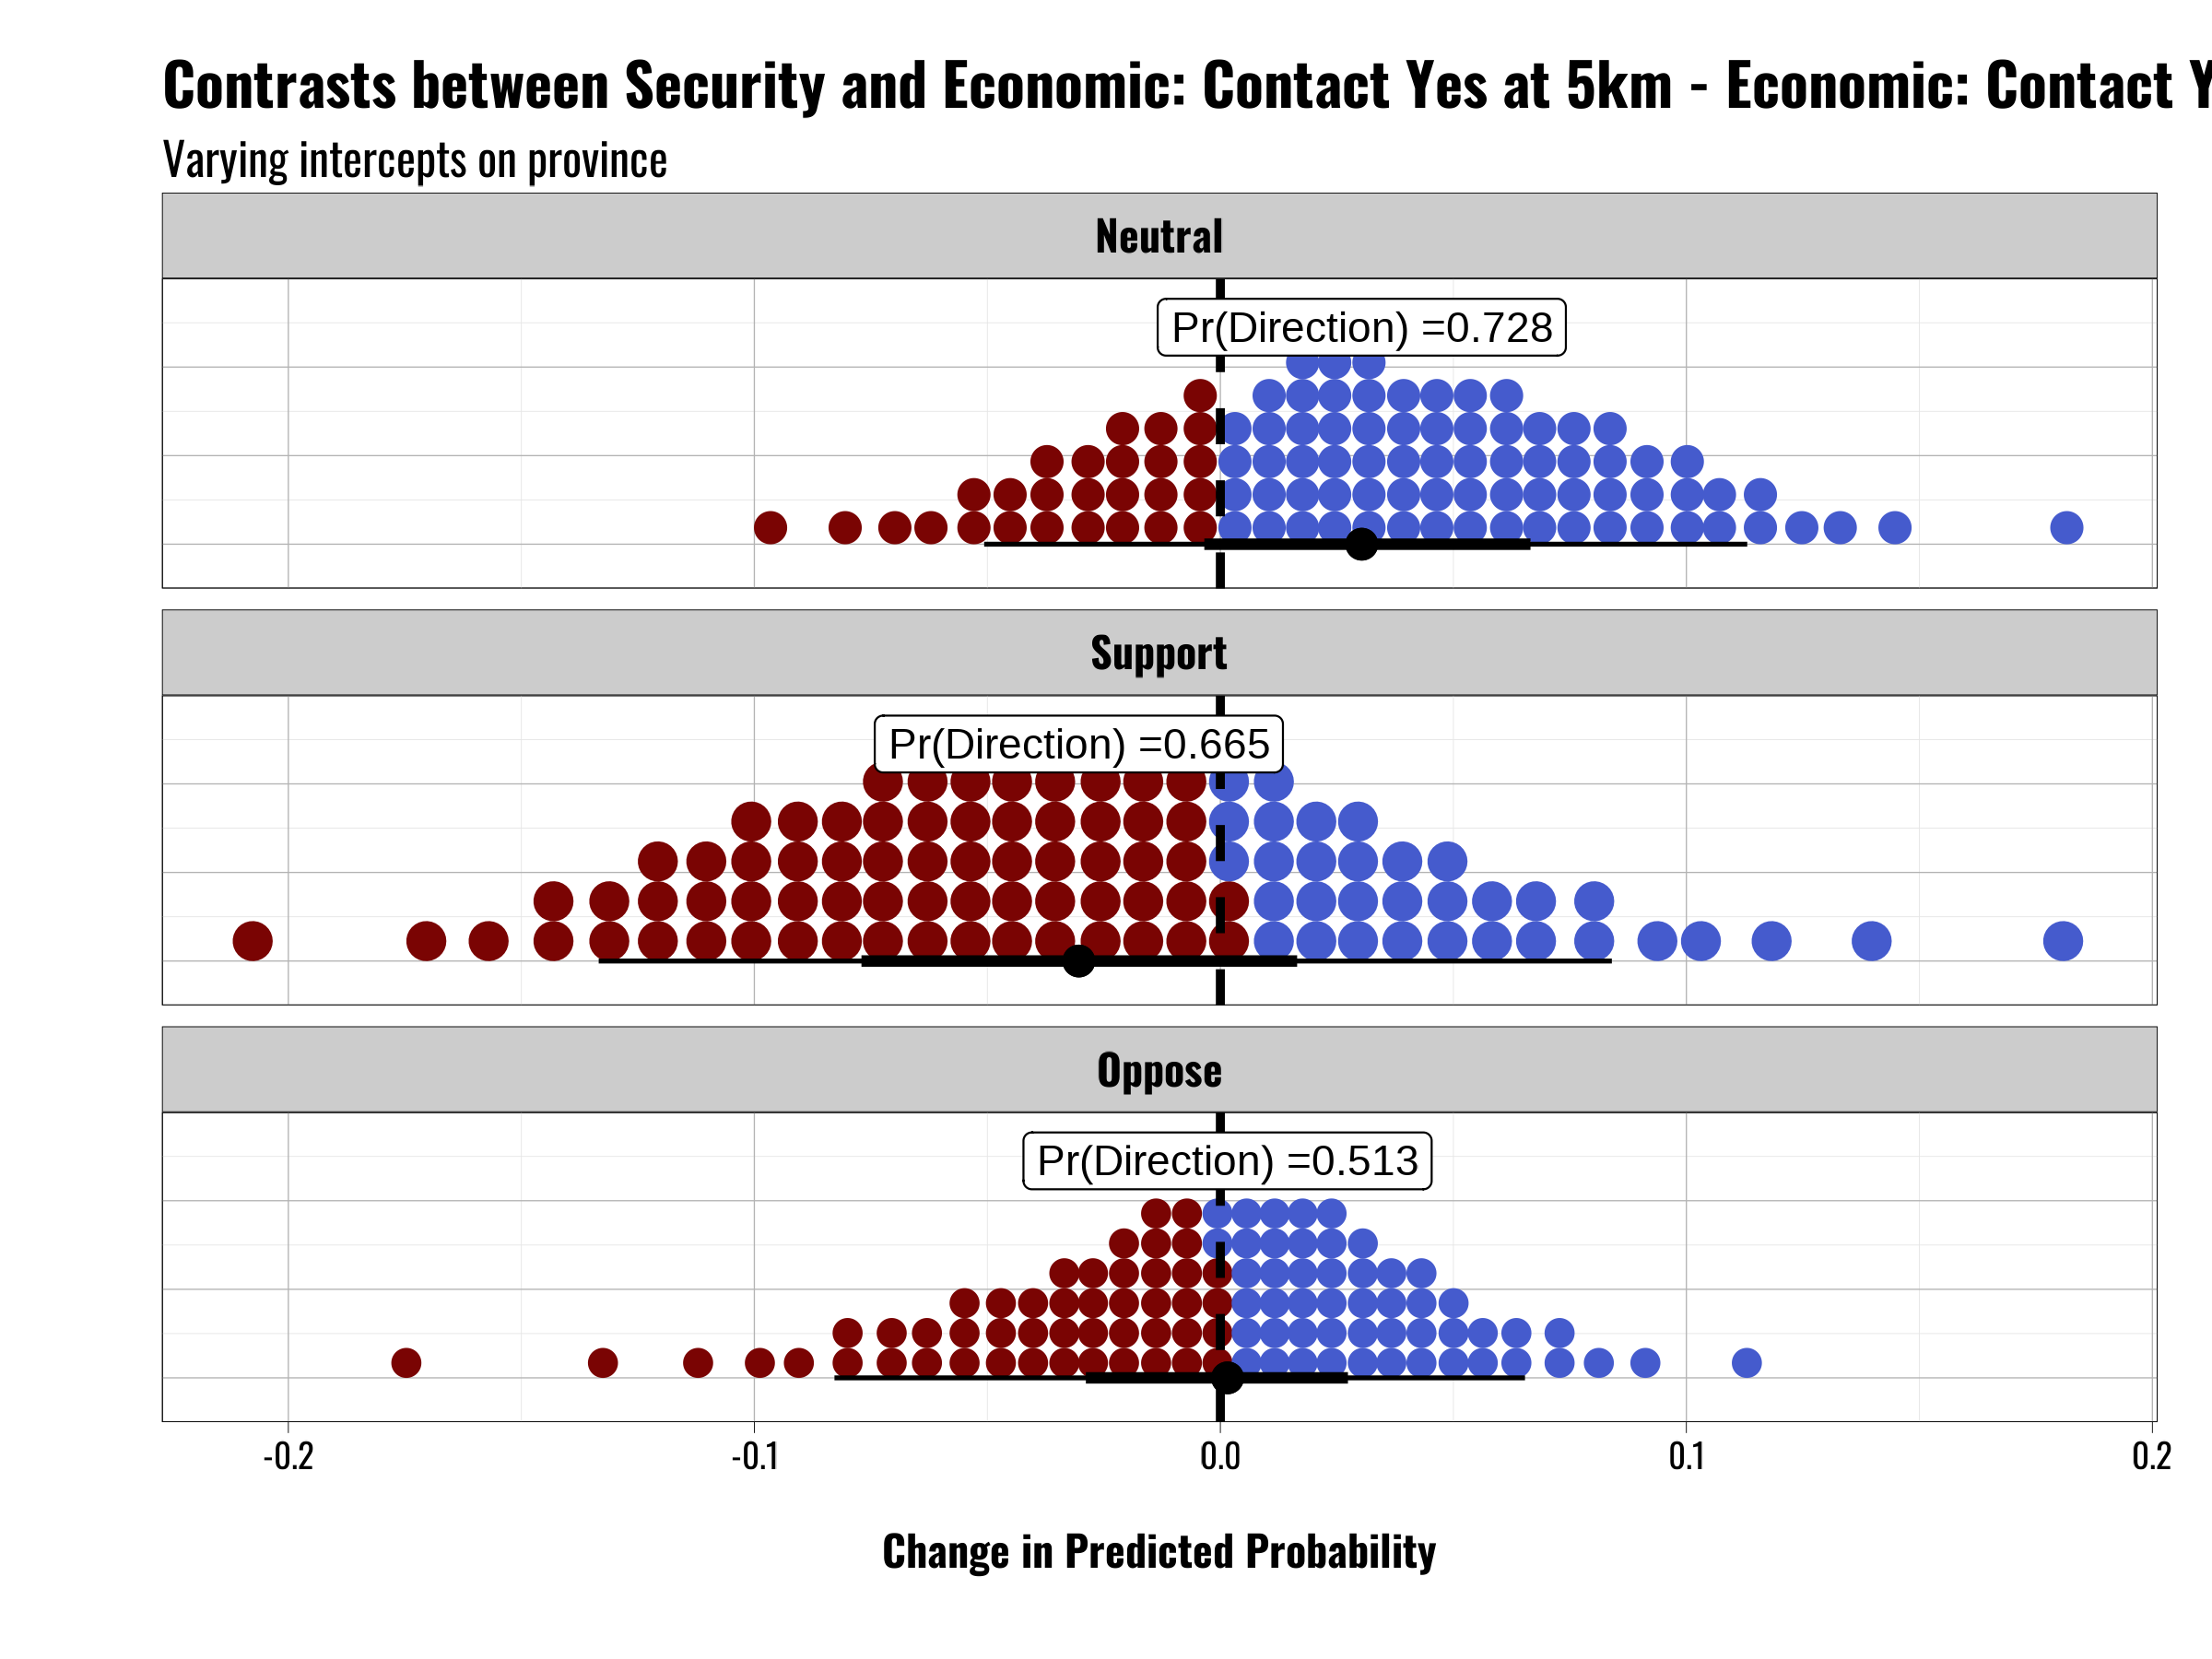 Contrasts between Security and Economic: Contact Yes at 5km - Economic: Contact
Varying intercepts on province
Neutral
Pr(Direction) =0.728
Support
Pr(Direction) =0.665
Oppose
Pr(Direction) =0.513
-0.2 -0.1 0.0 0.1 0.2
Change in Predicted Probability